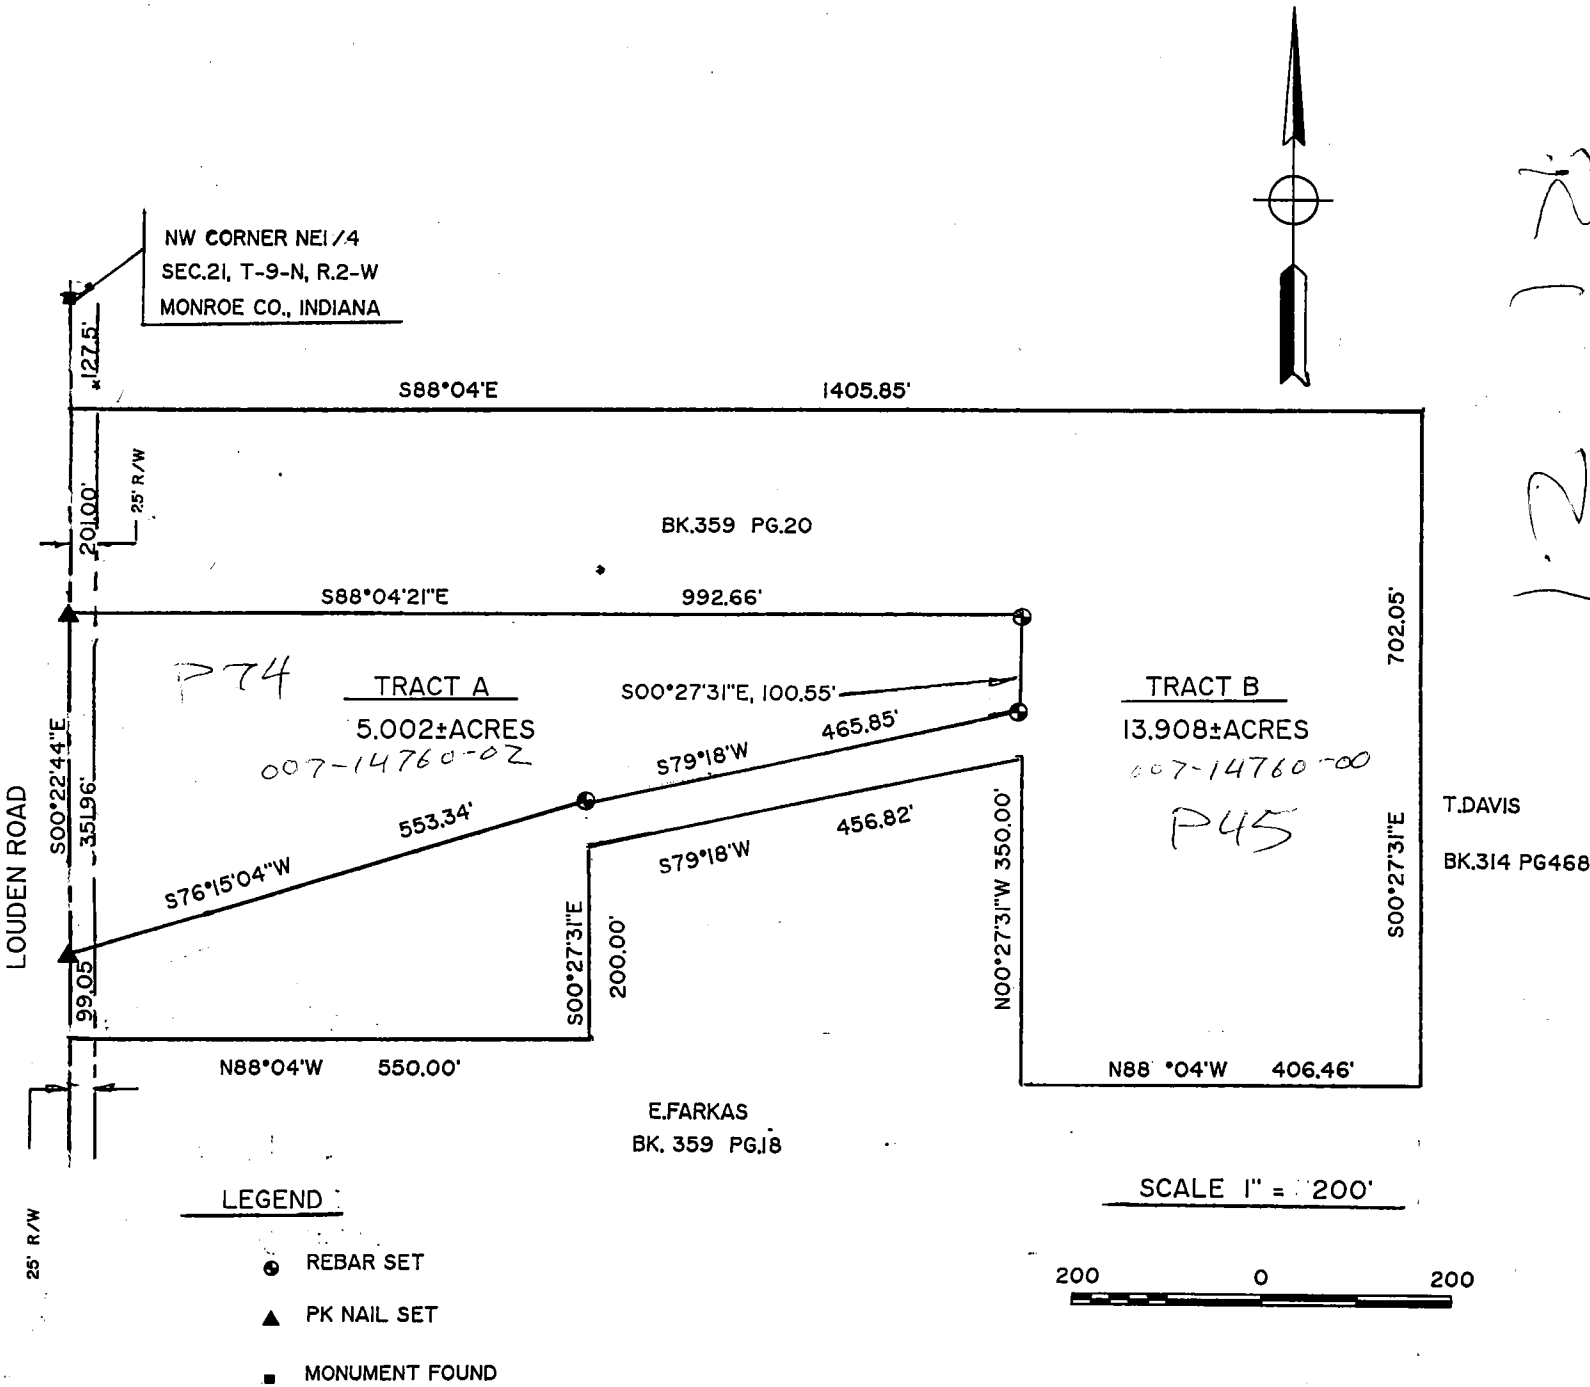 NW CORNER NE1/4
SEC.21, T-9-N, R.2-W
MONROE CO., INDIANA
127.5'
S88°04'E 1405.85'
201.00'
25' R/W
BK.359 PG.20
S88°04'21"E 992.66'
702.05'
P74
TRACT A
5.002±ACRES
007-14760-02
S00°27'31"E, 100.55'
465.85'
S79°18'W
TRACT B
13.908±ACRES
007-14760-00
P45
LOUDEN ROAD
S00°22'44"E
351.96'
553.34'
S76°15'04"W
456.82'
S79°18'W
T.DAVIS
BK.314 PG468
S00°27'31"E
N00°27'31"W 350.00'
S00°27'31"E
200.00'
99.05'
N88°04'W 550.00'
N88°04'W 406.46'
E.FARKAS
BK. 359 PG.18
25' R/W
LEGEND
REBAR SET
PK NAIL SET
MONUMENT FOUND
SCALE 1" = 200'
200 0 200